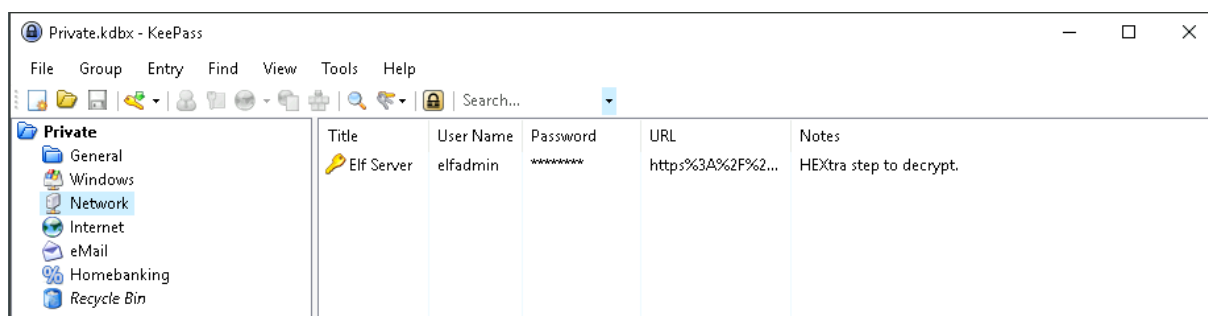 Private.kdbx - KeePass
File Group Entry Find View Tools Help
Search...
Private
General
Windows
Network
Internet
eMail
Homebanking
Recycle Bin
Title User Name Password URL Notes
Elf Server elfadmin ******** https%3A%2F%2... HEXtra step to decrypt.